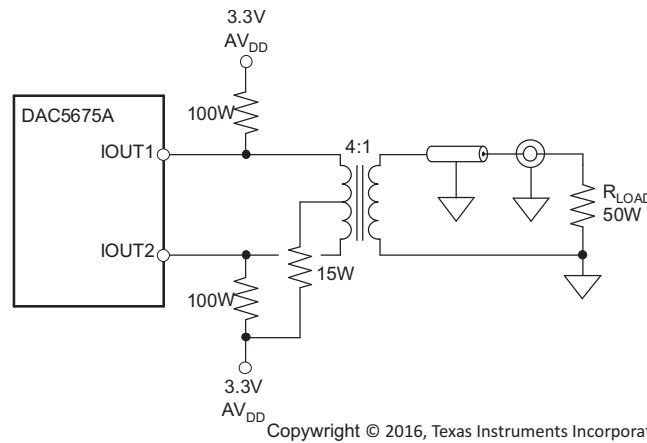 3.3V
AVDD
DAC5675A
100W
IOUT1
4:1
RLOAD
50W
IOUT2
15W
100W
3.3V
AVDD
Copywright © 2016, Texas Instruments Incorporat